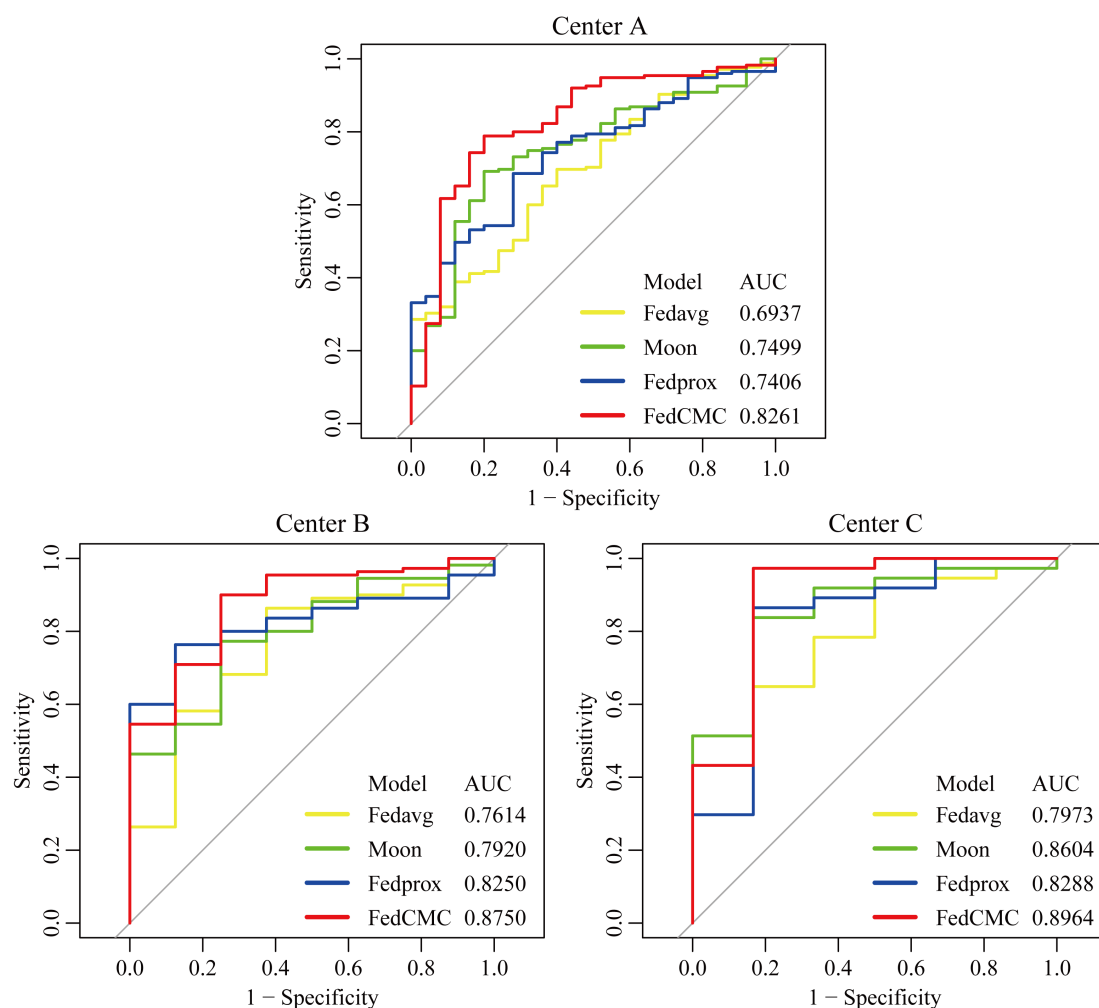 Center A
Sensitivity
0.0 0.2 0.4 0.6 0.8 1.0
Model AUC
Fedavg 0.6937
Moon 0.7499
Fedprox 0.7406
FedCMC 0.8261
0.0 0.2 0.4 0.6 0.8 1.0
1 − Specificity
Center B
Sensitivity
0.0 0.2 0.4 0.6 0.8 1.0
Model AUC
Fedavg 0.7614
Moon 0.7920
Fedprox 0.8250
FedCMC 0.8750
0.0 0.2 0.4 0.6 0.8 1.0
1 − Specificity
Center C
Sensitivity
0.0 0.2 0.4 0.6 0.8 1.0
Model AUC
Fedavg 0.7973
Moon 0.8604
Fedprox 0.8288
FedCMC 0.8964
0.0 0.2 0.4 0.6 0.8 1.0
1 − Specificity